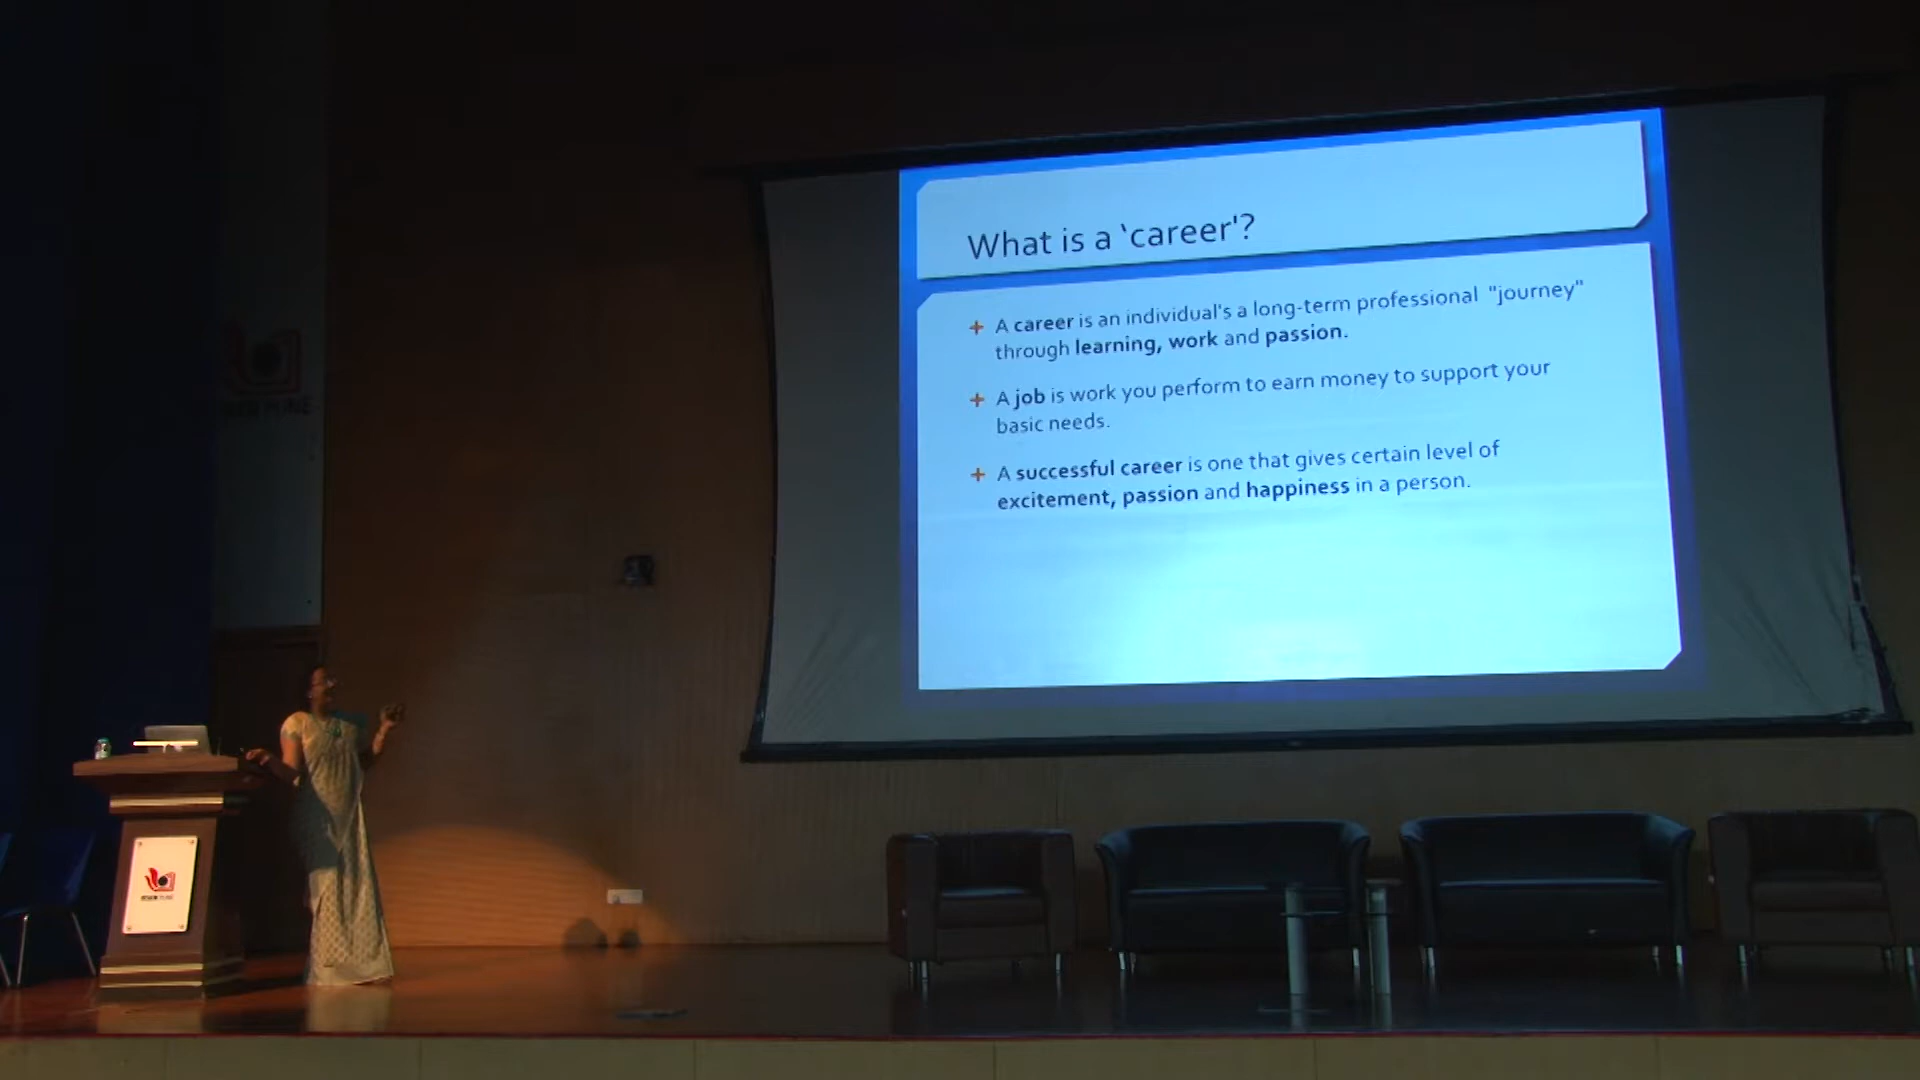 What is a ‘career'?
A career is an individual's a long-term professional "journey"
through learning, work and passion.
A job is work you perform to earn money to support your
basic needs.
A successful career is one that gives certain level of
excitement, passion and happiness in a person.